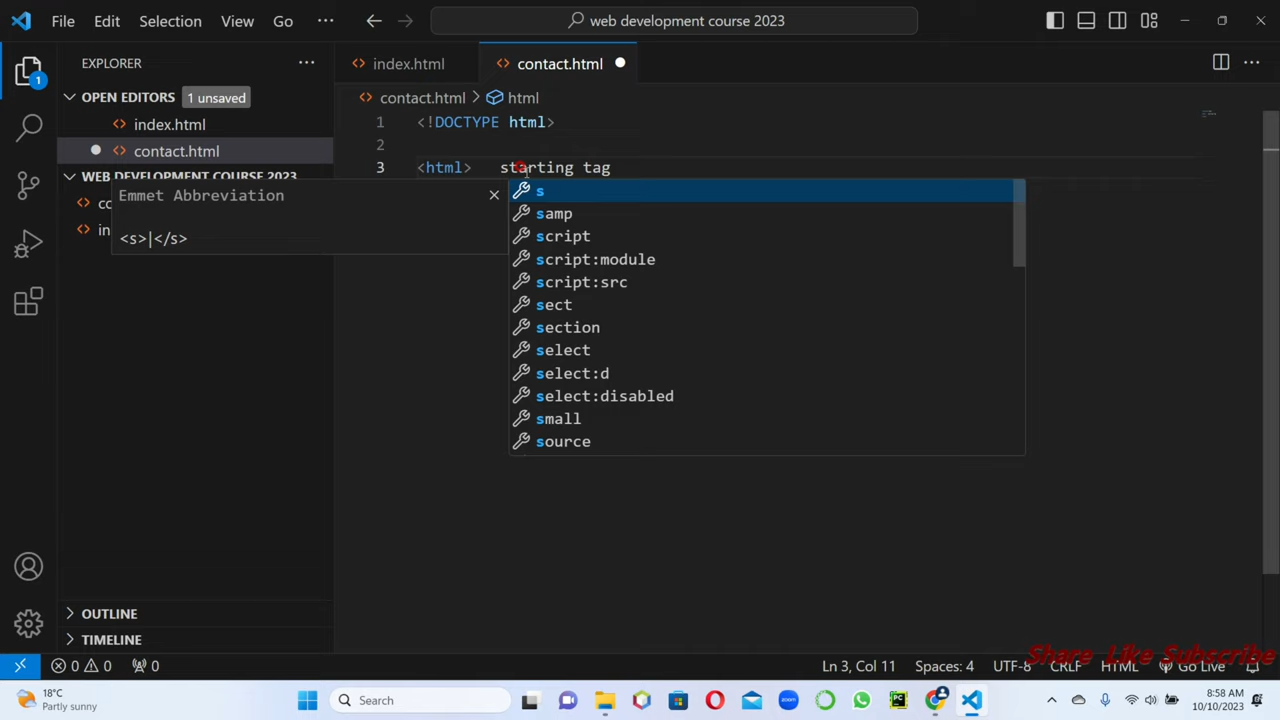 File Edit Selection View Go ··· web development course 2023
EXPLORER ···
index.html contact.html
1
OPEN EDITORS 1 unsaved
contact.html > html
index.html
contact.html
WEB DEVELOPMENT COURSE 2023
co
in
1 <!DOCTYPE html>
2
3 <html> starting tag
Emmet Abbreviation
<s>|</s>
s
samp
script
script:module
script:src
sect
section
select
select:d
select:disabled
small
source
OUTLINE
TIMELINE
Share Like Subscribe
0 0 0 Ln 3, Col 11 Spaces: 4 UTF-8 CRLF HTML Go Live
18°C
Partly sunny
Search
PC
8:58 AM
10/10/2023